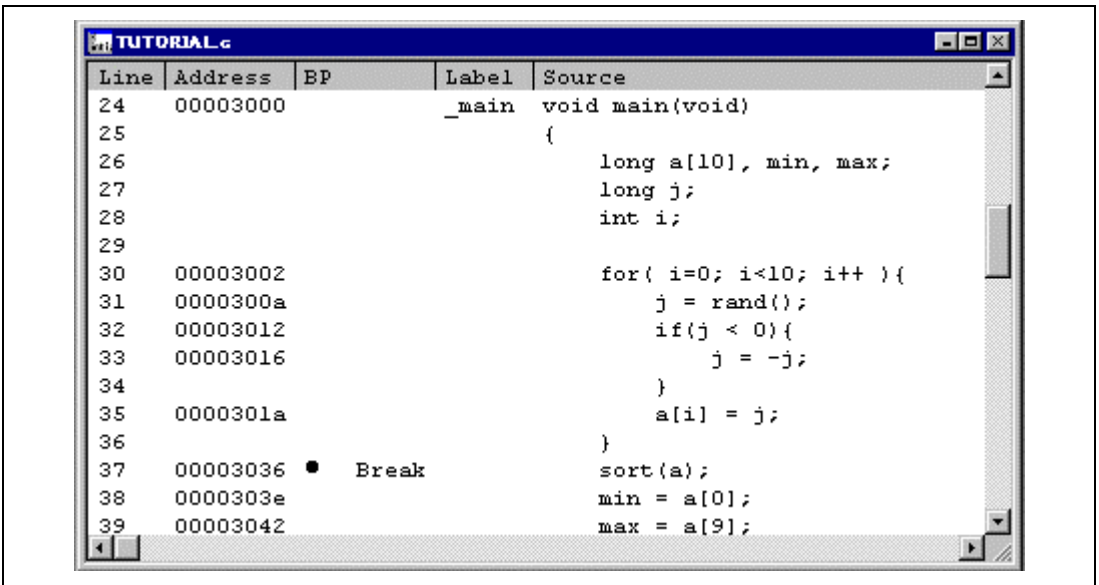 TUTORIAL.c
Line Address BP Label Source
24 00003000 _main void main(void)
25 {
26 long a[10], min, max;
27 long j;
28 int i;
29
30 00003002 for( i=0; i<10; i++ ){
31 0000300a j = rand();
32 00003012 if(j < 0){
33 00003016 j = -j;
34 }
35 0000301a a[i] = j;
36 }
37 00003036 ● Break sort(a);
38 0000303e min = a[0];
39 00003042 max = a[9];